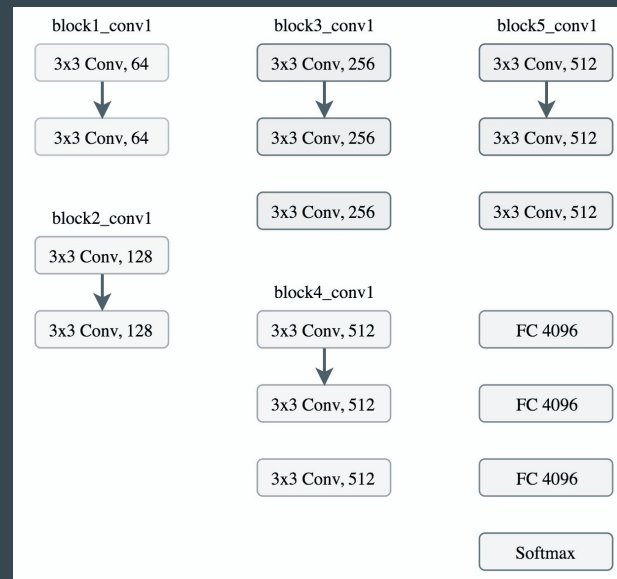 block1_conv1
3x3 Conv, 64
3x3 Conv, 64
block2_conv1
3x3 Conv, 128
3x3 Conv, 128
block3_conv1
3x3 Conv, 256
3x3 Conv, 256
3x3 Conv, 256
block4_conv1
3x3 Conv, 512
3x3 Conv, 512
3x3 Conv, 512
block5_conv1
3x3 Conv, 512
3x3 Conv, 512
3x3 Conv, 512
FC 4096
FC 4096
FC 4096
Softmax